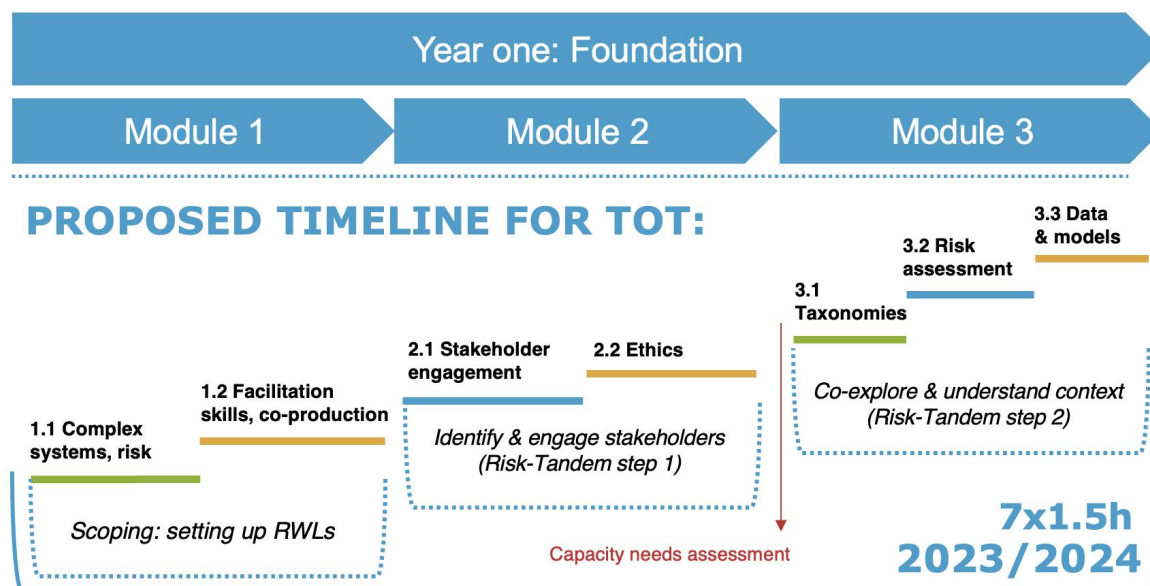 Year one: Foundation
Module 1
Module 2
Module 3
PROPOSED TIMELINE FOR TOT:
1.1 Complex
systems, risk
1.2 Facilitation
skills, co-production
Scoping: setting up RWLs
2.1 Stakeholder
engagement
2.2 Ethics
Identify & engage stakeholders
(Risk-Tandem step 1)
Capacity needs assessment
3.1
Taxonomies
3.2 Risk
assessment
3.3 Data
& models
Co-explore & understand context
(Risk-Tandem step 2)
7x1.5h
2023/2024